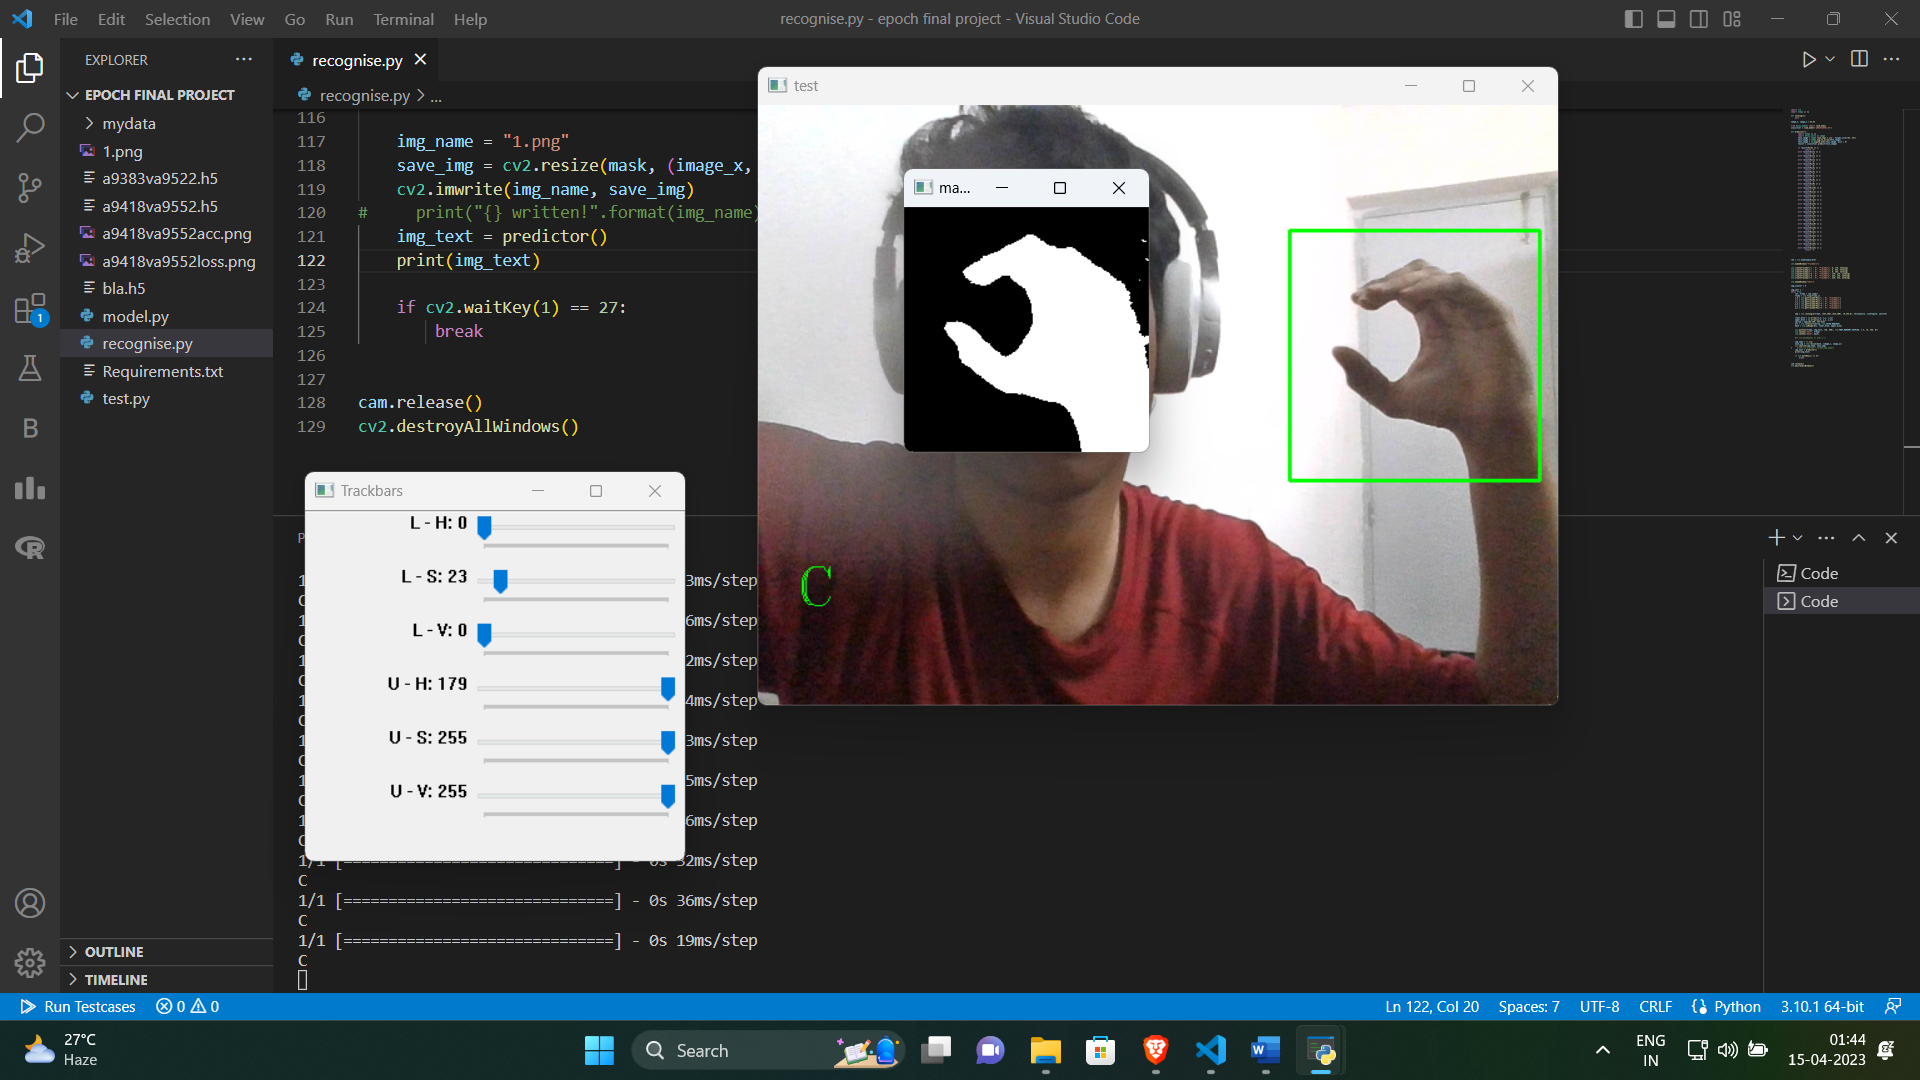 File Edit Selection View Go Run Terminal Help
recognise.py - epoch final project - Visual Studio Code
EXPLORER
EPOCH FINAL PROJECT
mydata
1.png
a9383va9522.h5
a9418va9552.h5
a9418va9552acc.png
a9418va9552loss.png
bla.h5
model.py
recognise.py
Requirements.txt
test.py
OUTLINE
TIMELINE
recognise.py
recognise.py > ...
116
117 img_name = "1.png"
118 save_img = cv2.resize(mask, (image_x,
119 cv2.imwrite(img_name, save_img)
120 # print("{} written!".format(img_name)
121 img_text = predictor()
122 print(img_text)
123
124 if cv2.waitKey(1) == 27:
125 break
126
127
128 cam.release()
129 cv2.destroyAllWindows()
test
ma...
C
Trackbars
L - H: 0
L - S: 23
L - V: 0
U - H: 179
U - S: 255
U - V: 255
3ms/step
6ms/step
2ms/step
4ms/step
3ms/step
5ms/step
6ms/step
1/1 [==============================] - 0s 32ms/step
C
1/1 [==============================] - 0s 36ms/step
C
1/1 [==============================] - 0s 19ms/step
C
Code
Code
1
Run Testcases 0 0
Ln 122, Col 20 Spaces: 7 UTF-8 CRLF Python 3.10.1 64-bit
27°C
Haze
Search
ENG
IN
01:44
15-04-2023